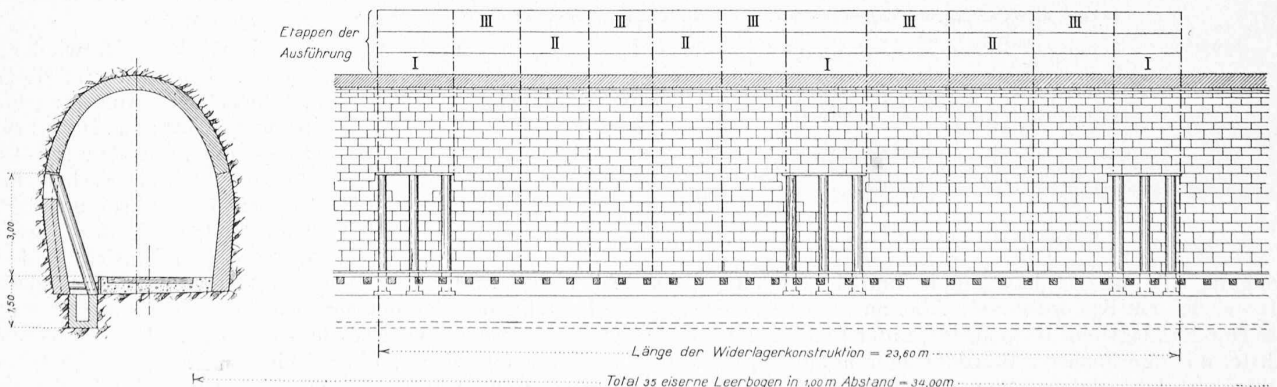 III III III III III
Etappen der
II II II
Ausführung
I I I
3,00
1,50
Länge der Widerlagerkonstruktion = 23,60 m
Total 35 eiserne Leerbogen in 1,00 m Abstand = 34,00 m